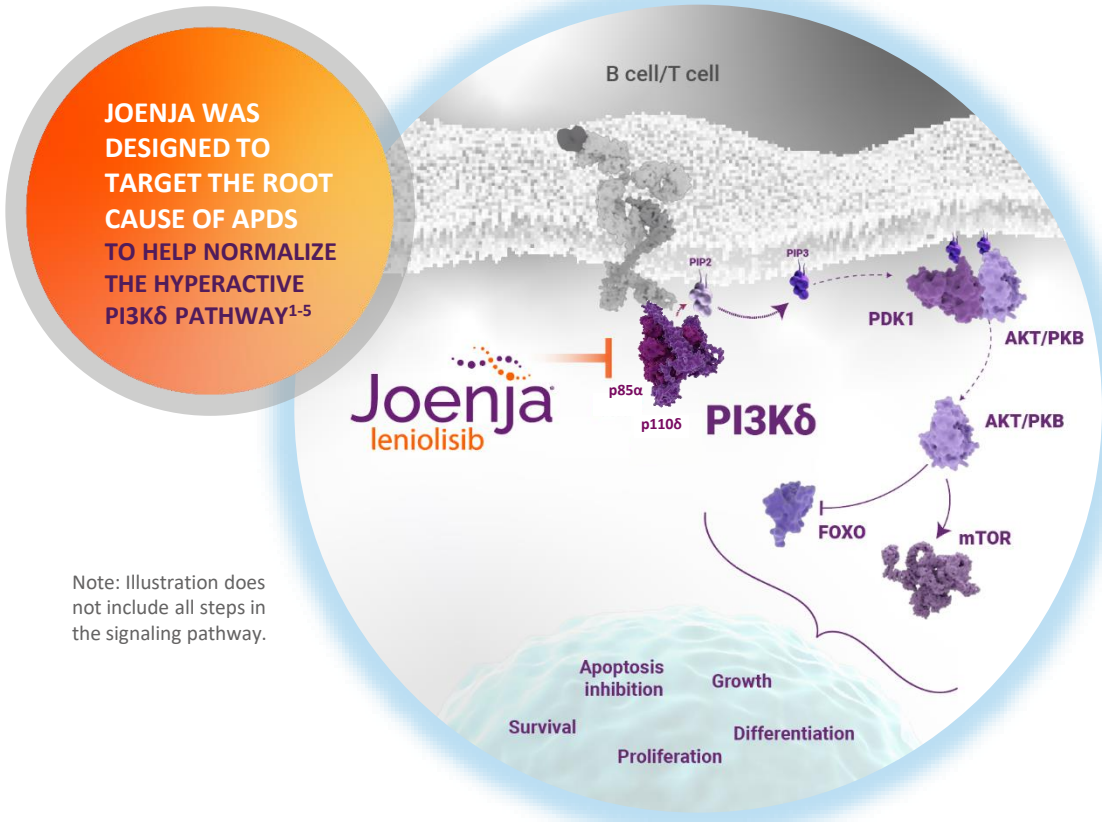 JOENJA WAS
DESIGNED TO
TARGET THE ROOT
CAUSE OF APDS
TO HELP NORMALIZE
THE HYPERACTIVE
PI3Kδ PATHWAY1-5
B cell/T cell
PIP2
PIP3
PDK1
AKT/PKB
Joenja®
leniolisib
p85α
p110δ
PI3Kδ
AKT/PKB
FOXO
mTOR
Note: Illustration does
not include all steps in
the signaling pathway.
Apoptosis
inhibition
Growth
Survival
Differentiation
Proliferation